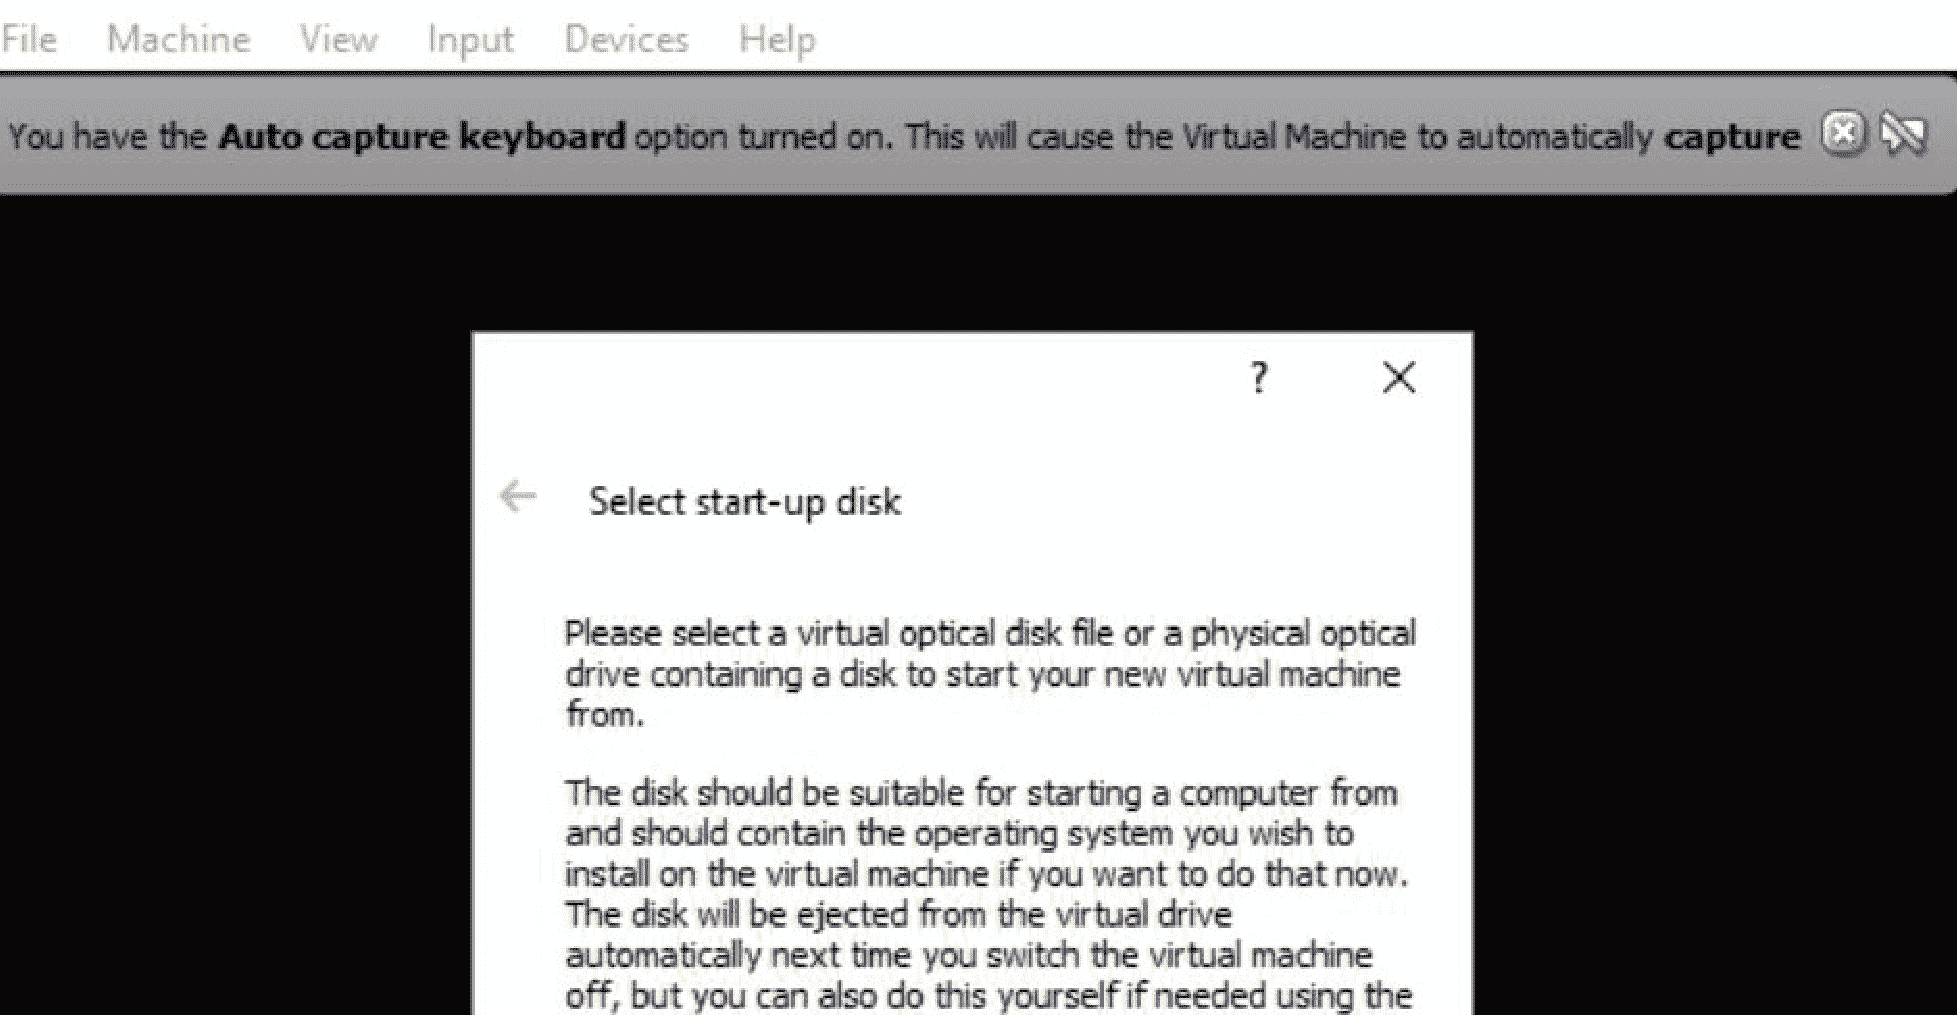 File Machine View Input Devices Help
You have the Auto capture keyboard option turned on. This will cause the Virtual Machine to automatically capture
?
Select start-up disk
Please select a virtual optical disk file or a physical optical
drive containing a disk to start your new virtual machine
from.
The disk should be suitable for starting a computer from
and should contain the operating system you wish to
install on the virtual machine if you want to do that now.
The disk will be ejected from the virtual drive
automatically next time you switch the virtual machine
off, but you can also do this yourself if needed using the